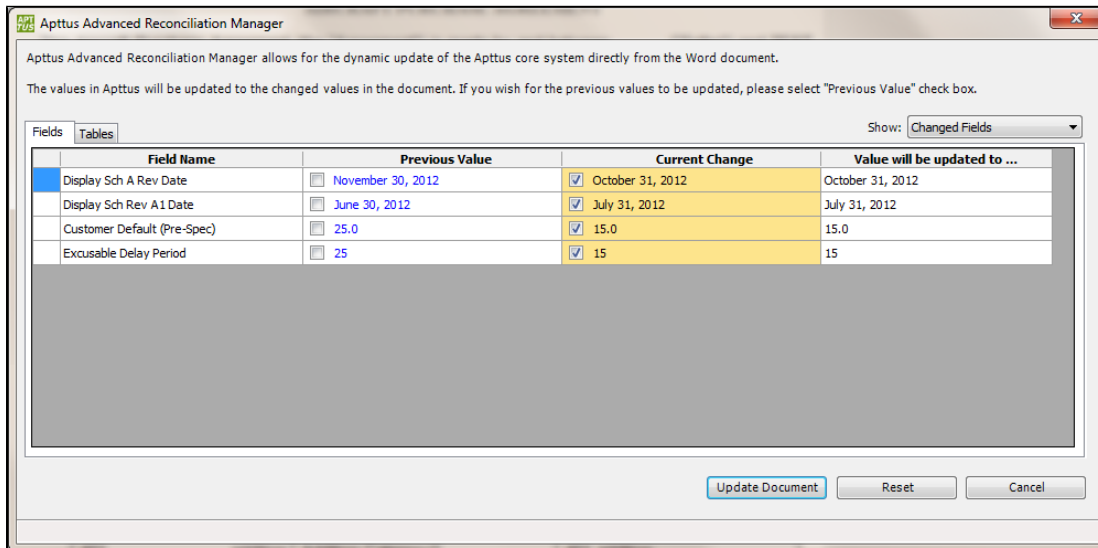 APT
TUS
Apttus Advanced Reconciliation Manager
X
Apttus Advanced Reconciliation Manager allows for the dynamic update of the Apttus core system directly from the Word document.
The values in Apttus will be updated to the changed values in the document. If you wish for the previous values to be updated, please select "Previous Value" check box.
Fields Tables Show: Changed Fields
Field Name Previous Value Current Change Value will be updated to ...
Display Sch A Rev Date November 30, 2012 October 31, 2012 October 31, 2012
Display Sch Rev A1 Date June 30, 2012 July 31, 2012 July 31, 2012
Customer Default (Pre-Spec) 25.0 15.0 15.0
Excusable Delay Period 25 15 15
Update Document Reset Cancel